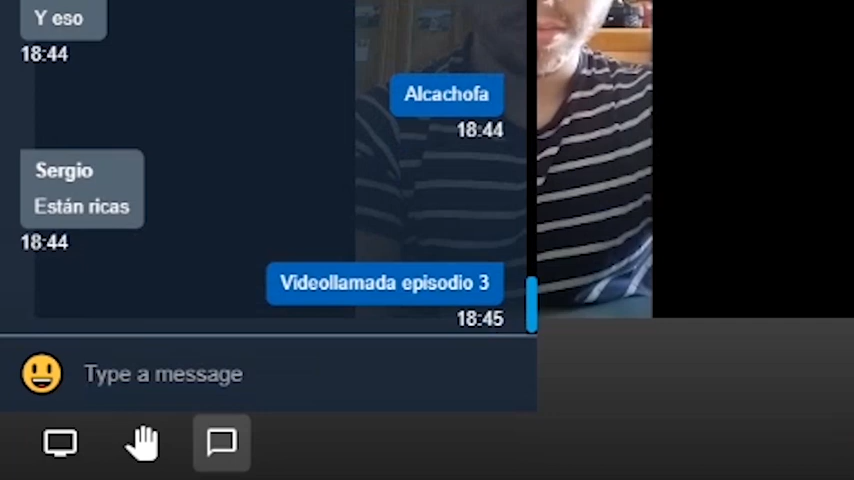 Y eso
18:44
Alcachofa
18:44
Sergio
Están ricas
18:44
Videollamada episodio 3
18:45
Type a message